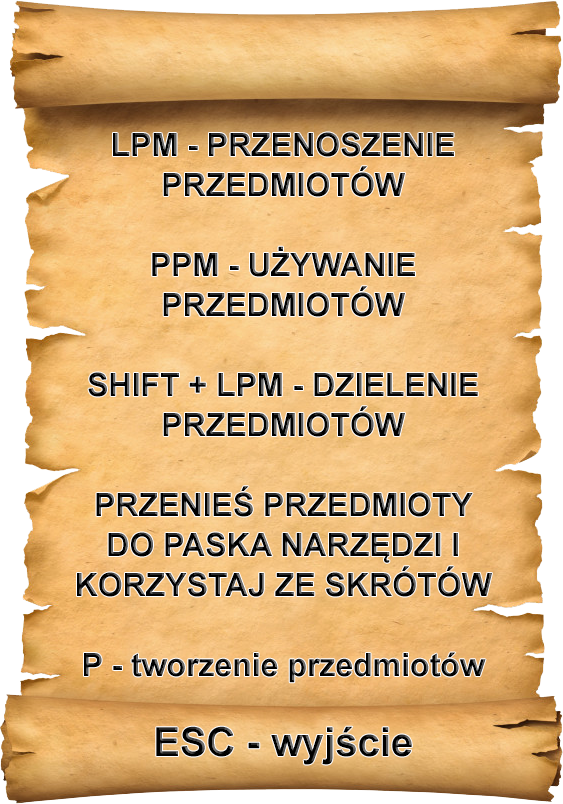 LPM - PRZENOSZENIE
PRZEDMIOTÓW
PPM - UŻYWANIE
PRZEDMIOTÓW
SHIFT + LPM - DZIELENIE
PRZEDMIOTÓW
PRZENIEŚ PRZEDMIOTY
DO PASKA NARZĘDZI I
KORZYSTAJ ZE SKRÓTÓW
P - tworzenie przedmiotów
ESC - wyjście